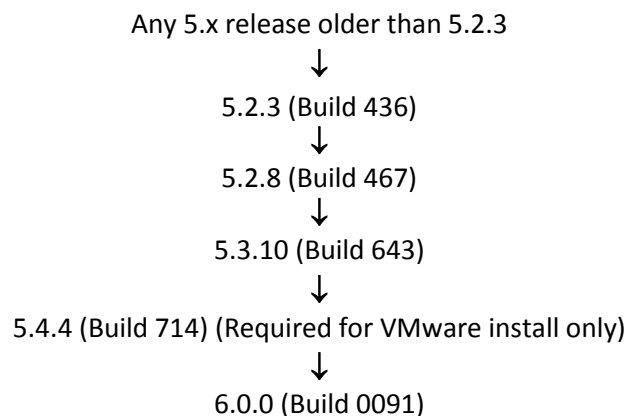 Any 5.x release older than 5.2.3
↓
5.2.3 (Build 436)
↓
5.2.8 (Build 467)
↓
5.3.10 (Build 643)
↓
5.4.4 (Build 714) (Required for VMware install only)
↓
6.0.0 (Build 0091)